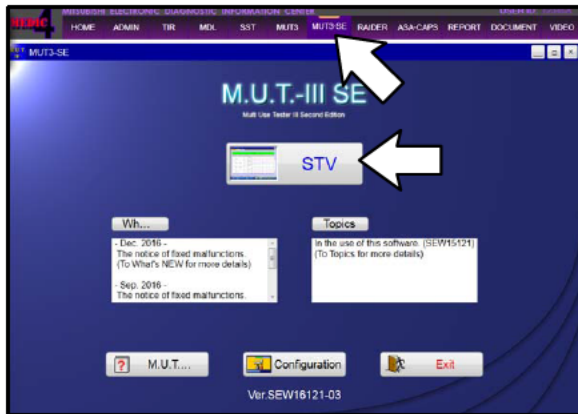 MITSUBISHI ELECTRONIC DIAGNOSTIC INFORMATION CENTER
MEDIC 4
HOME ADMIN TIR MDL SST MUT3 MUT3-SE RAIDER ASA-CAPS REPORT DOCUMENT VIDEO
MUT3-SE
M.U.T.-III SE
Multi Use Tester III Second Edition
STV
Wh... Topics
- Dec. 2016 -
The notice of fixed malfunctions.
(To What's NEW for more details)
- Sep. 2016 -
The notice of fixed malfunctions.
In the use of this software. (SEW15121)
(To Topics for more details)
M.U.T.... Configuration Exit
Ver.SEW16121-03